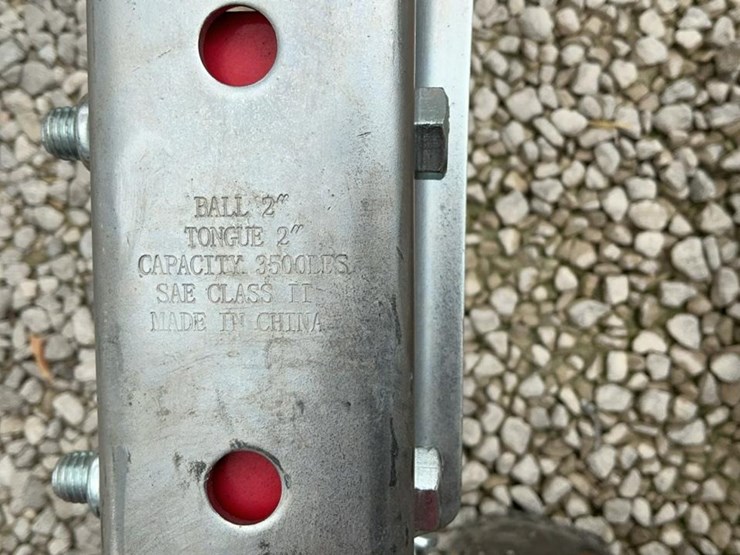 BALL 2"
TONGUE 2"
CAPACITY. 3500LBS
SAE CLASS II
MADE IN CHINA